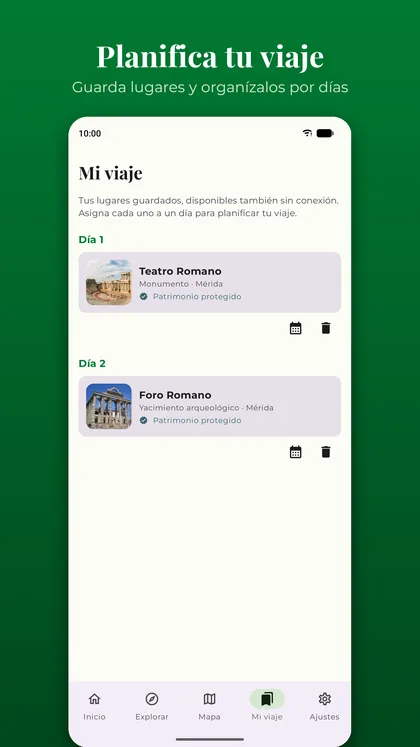 Planifica tu viaje
Guarda lugares y organízalos por días
10:00
Mi viaje
Tus lugares guardados, disponibles también sin conexión.
Asigna cada uno a un día para planificar tu viaje.
Día 1
Teatro Romano
Monumento · Mérida
Patrimonio protegido
Día 2
Foro Romano
Yacimiento arqueológico · Mérida
Patrimonio protegido
Inicio
Explorar
Mapa
Mi viaje
Ajustes